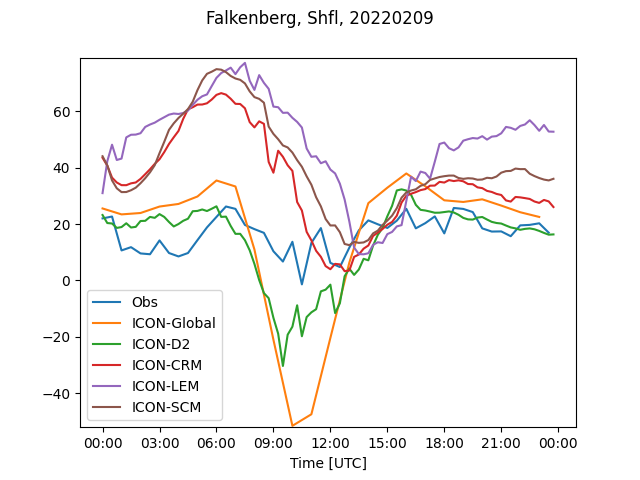 Falkenberg, Shfl, 20220209
60
40
20
0
−20
−40
Obs
ICON-Global
ICON-D2
ICON-CRM
ICON-LEM
ICON-SCM
00:00 03:00 06:00 09:00 12:00 15:00 18:00 21:00 00:00
Time [UTC]